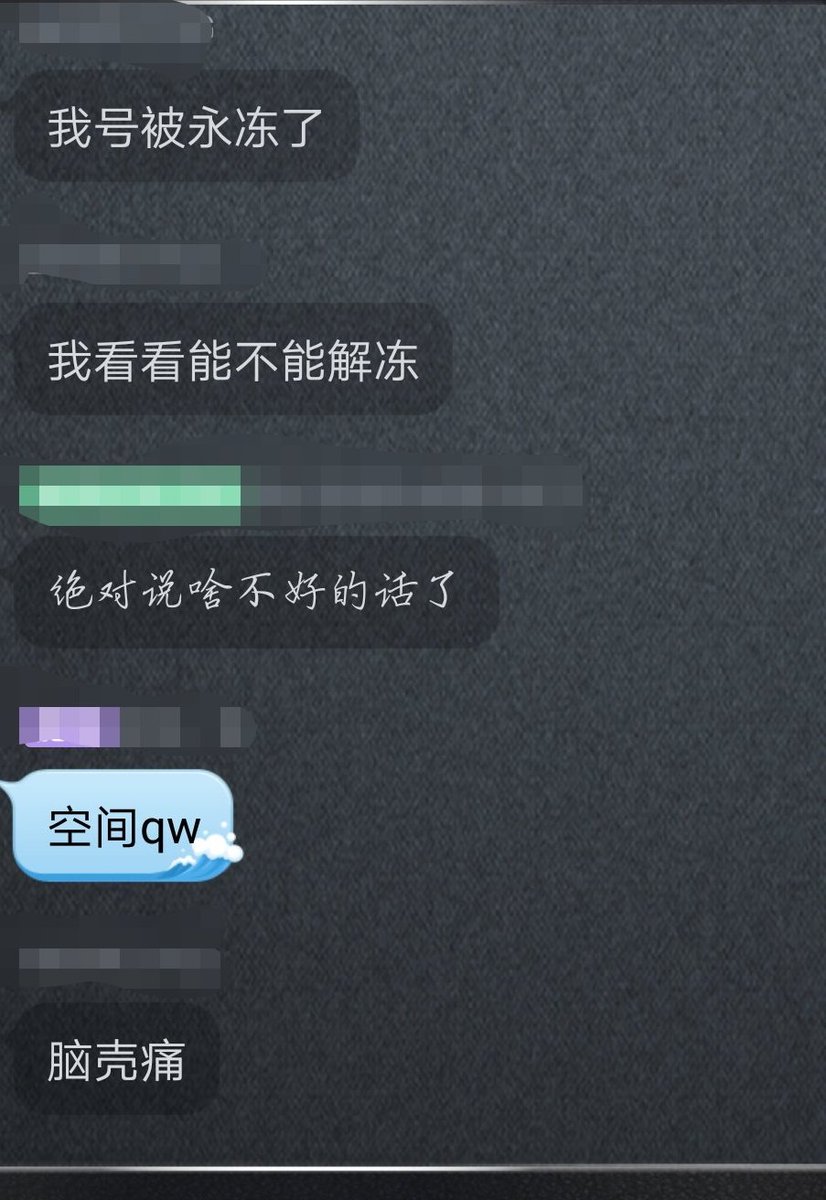 我号被永冻了
我看看能不能解冻
绝对说啥不好的话了
空间qw
脑壳痛